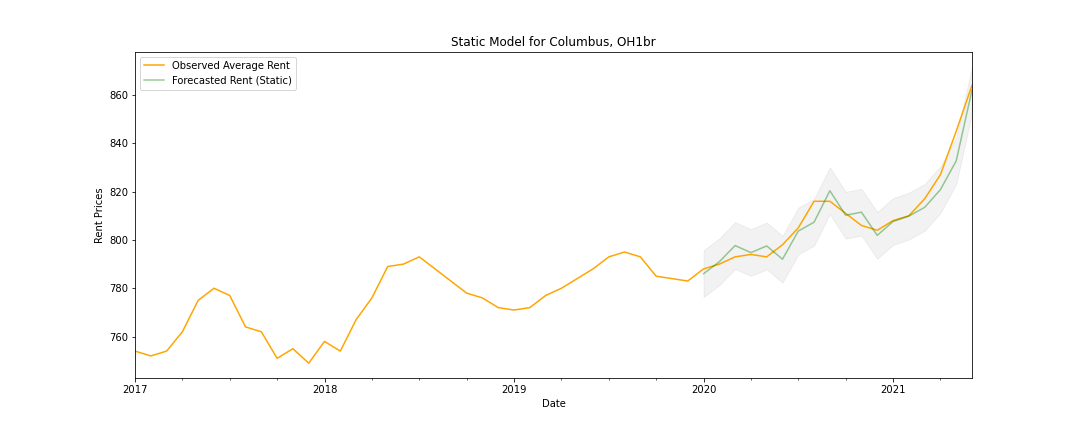 Static Model for Columbus, OH1br
Observed Average Rent
Forecasted Rent (Static)
860
840
820
800
780
760
Rent Prices
2017 2018 2019 2020 2021
Date